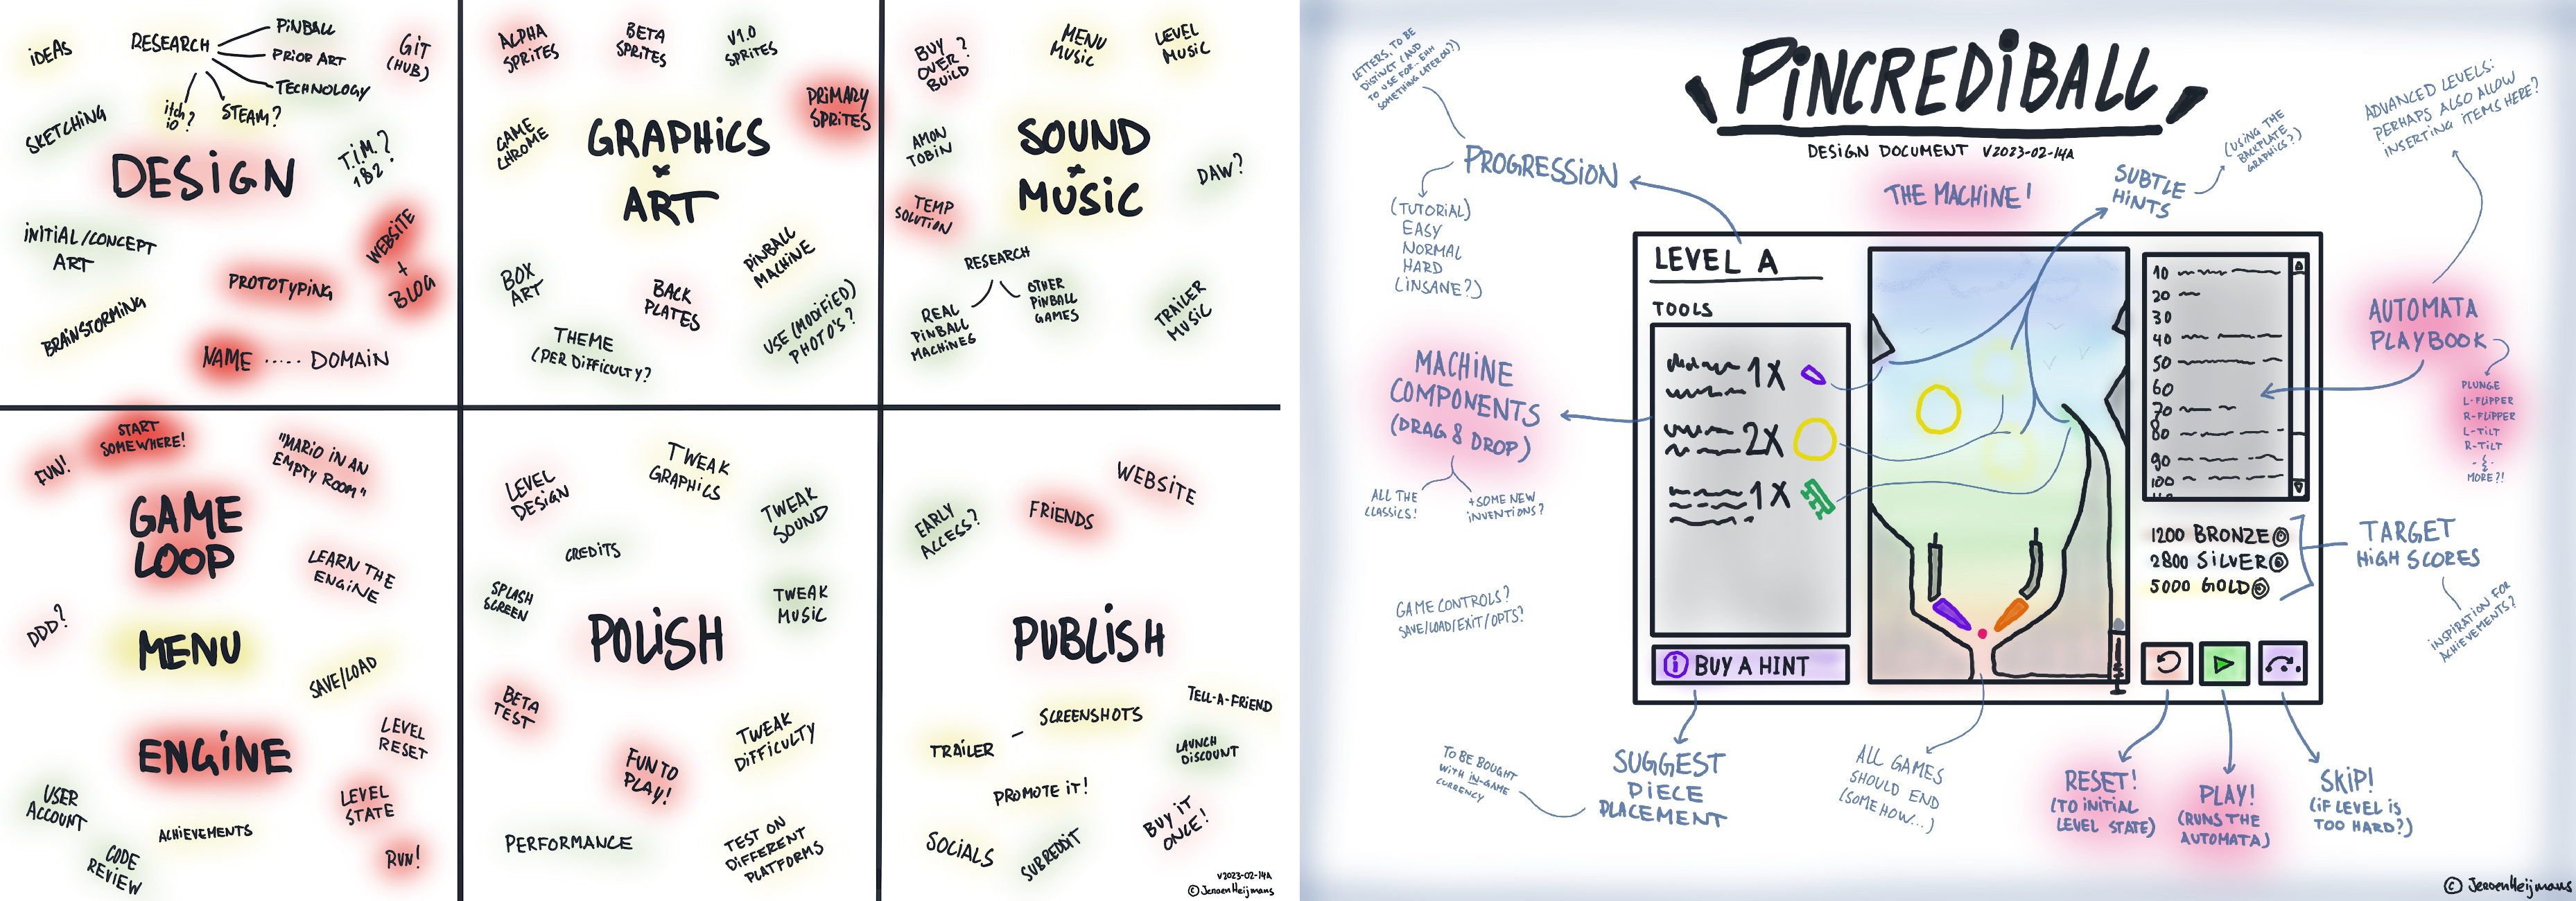 IDEAS
RESEARCH
PINBALL
PRIOR ART
TECHNOLOGY
itch
io?
STEAM?
GIT
(HUB)
SKETCHING
T.I.M.?
1&2?
DESIGN
INITIAL/CONCEPT
ART
WEBSITE
+
BLOG
PROTOTYPING
BRAINSTORMING
NAME ..... DOMAIN
ALPHA
SPRITES
BETA
SPRITES
V1.0
SPRITES
PRIMARY
SPRITES
GAME
CHROME
GRAPHICS
+
ART
PINBALL
MACHINE
BOX
ART
BACK
PLATES
THEME
(PER DIFFICULTY?
USE (MODIFIED)
PHOTO'S?
BUY
OVER?
BUILD
MENU
MUSIC
LEVEL
MUSIC
AMON
TOBIN
SOUND
+
MUSIC
DAW?
TEMP
SOLUTION
RESEARCH
REAL
PINBALL
MACHINES
OTHER
PINBALL
GAMES
TRAILER
MUSIC
START
SOMEWHERE!
FUN!
"MARIO IN AN
EMPTY ROOM"
GAME
LOOP
LEARN THE
ENGINE
DDD?
MENU
SAVE/LOAD
ENGINE
LEVEL
RESET
USER
ACCOUNT
LEVEL
STATE
ACHIEVEMENTS
CODE
REVIEW
RUN!
LEVEL
DESIGN
TWEAK
GRAPHICS
TWEAK
SOUND
CREDITS
SPLASH
SCREEN
TWEAK
MUSIC
POLISH
BETA
TEST
TWEAK
DIFFICULTY
FUN TO
PLAY!
PERFORMANCE
TEST ON
DIFFERENT
PLATFORMS
WEBSITE
EARLY
ACCESS?
FRIENDS
PUBLISH
TELL-A-FRIEND
SCREENSHOTS
TRAILER
LAUNCH
DISCOUNT
PROMOTE IT!
BUY IT
ONCE!
SOCIALS
SUBREDDIT
V2023-02-14A
© Jeroen Heijmans
PINCREDIBALL
DESIGN DOCUMENT V2023-02-14A
LETTERS, TO BE
DISTINCT (AND
TO USE FOR.. EHH
SOMETHING LATER ON?)
PROGRESSION
(TUTORIAL)
EASY
NORMAL
HARD
(INSANE?)
THE MACHINE!
SUBTLE
HINTS
(USING THE
BACKPLATE
GRAPHICS?)
ADVANCED LEVELS:
PERHAPS ALSO ALLOW
INSERTING ITEMS HERE?
LEVEL A
TOOLS
1X
2X
1X
BUY A HINT
10
20
30
40
50
60
70
80
90
100
1200 BRONZE
2800 SILVER
5000 GOLD
MACHINE
COMPONENTS
(DRAG & DROP)
ALL THE
CLASSICS!
+SOME NEW
INVENTIONS?
GAME CONTROLS?
SAVE/LOAD/EXIT/OPTS?
AUTOMATA
PLAYBOOK
PLUNGE
L-FLIPPER
R-FLIPPER
L-TILT
R-TILT
MORE?!
TARGET
HIGH SCORES
INSPIRATION FOR
ACHIEVEMENTS?
TO BE BOUGHT
WITH IN-GAME
CURRENCY
SUGGEST
PIECE
PLACEMENT
ALL GAMES
SHOULD END
(SOMEHOW...)
RESET!
(TO INITIAL
LEVEL STATE)
PLAY!
(RUNS THE
AUTOMATA)
SKIP!
(IF LEVEL IS
TOO HARD?)
© Jeroen Heijmans